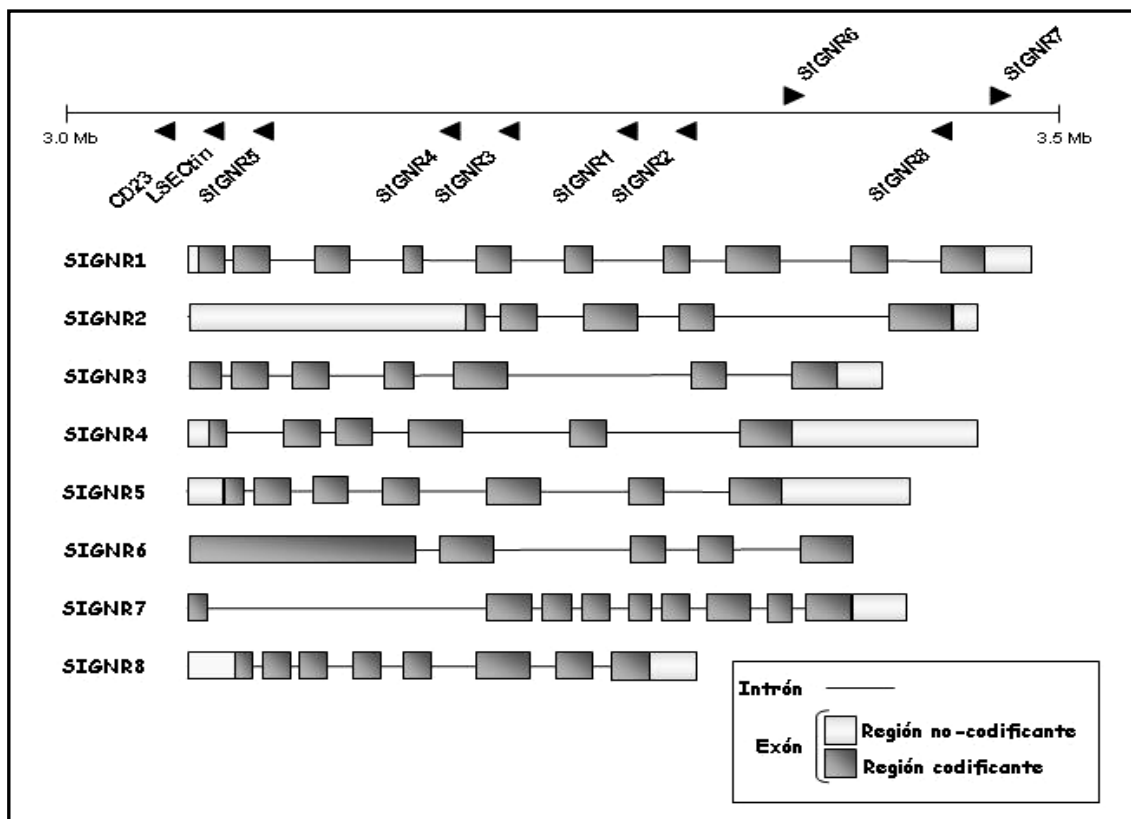 SIGNR6
SIGNR7
3.0 Mb
3.5 Mb
CD23
LSECtin
SIGNR5
SIGNR4
SIGNR3
SIGNR1
SIGNR2
SIGNR8
SIGNR1
SIGNR2
SIGNR3
SIGNR4
SIGNR5
SIGNR6
SIGNR7
SIGNR8
Intrón
Exón
Región no-codificante
Región codificante